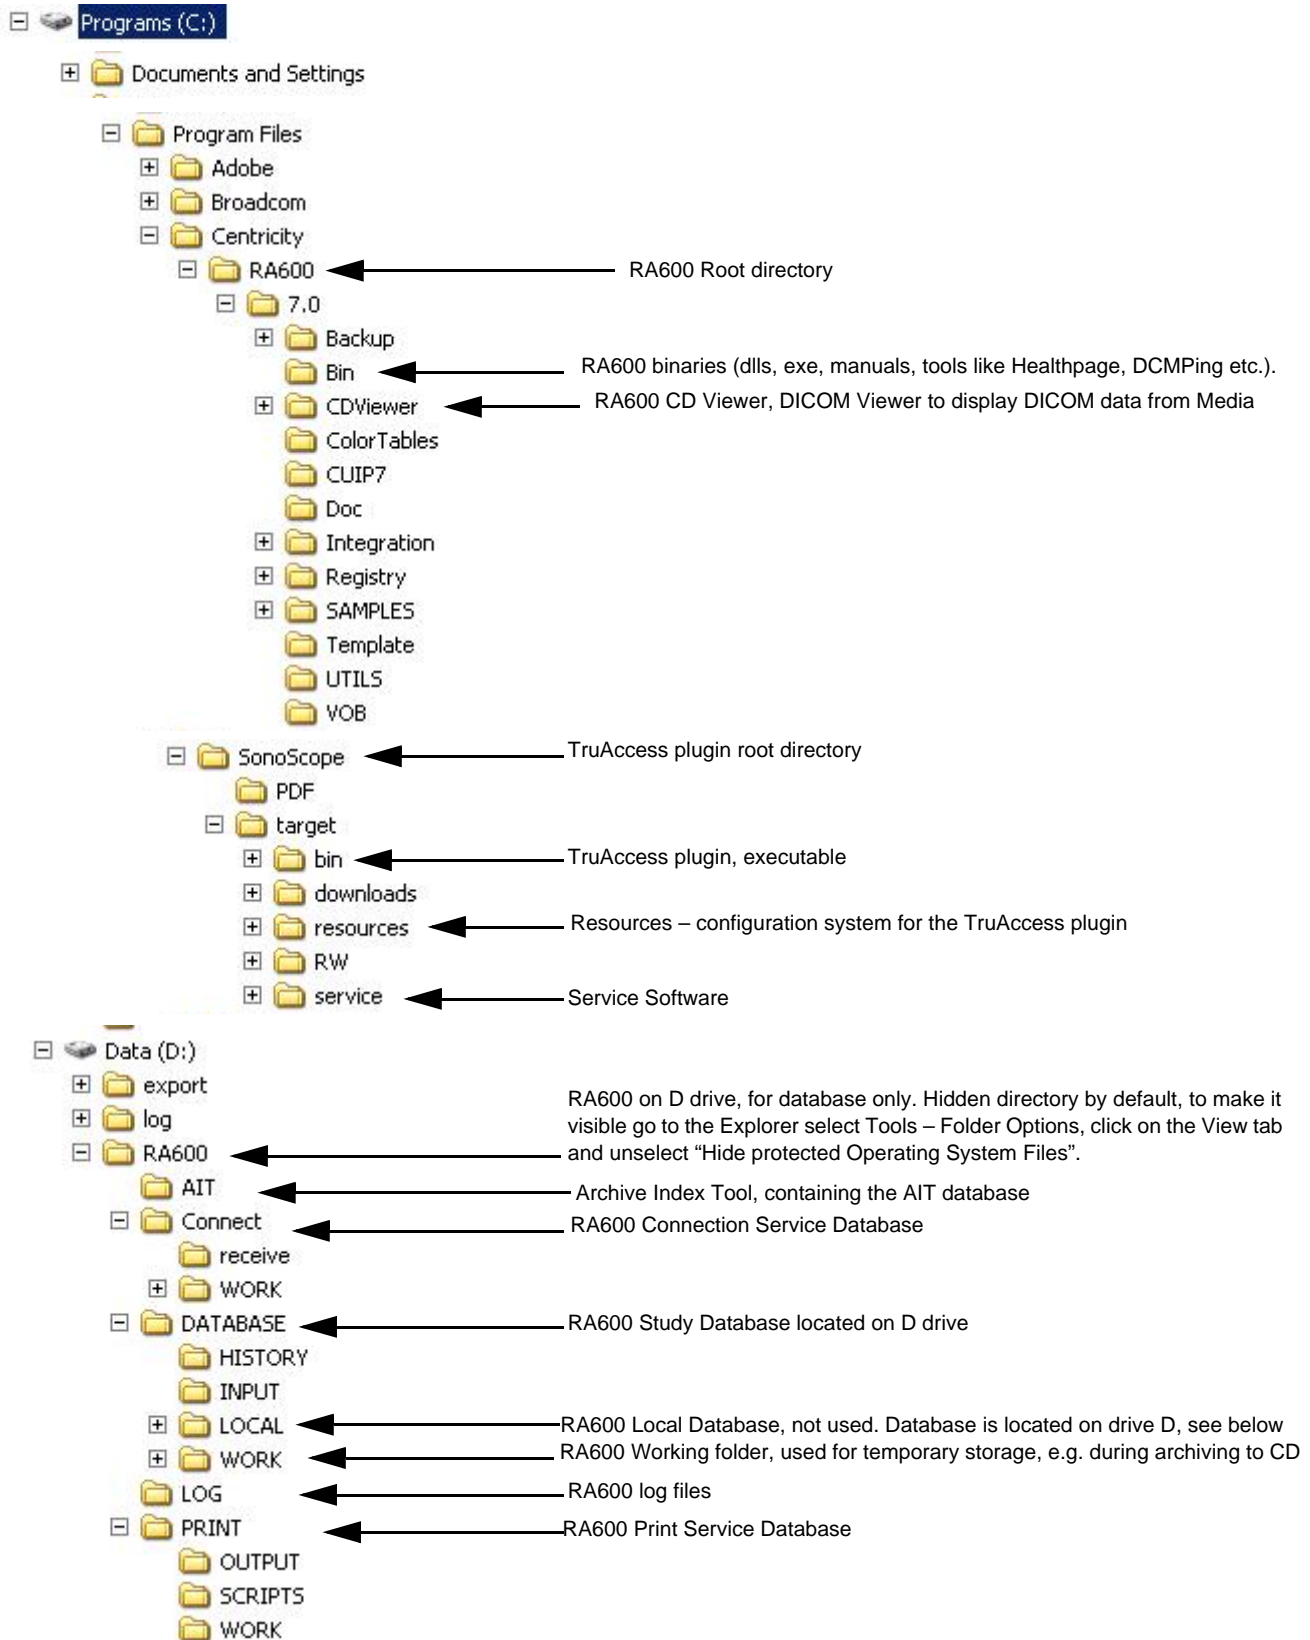 Programs (C:)
Documents and Settings
Program Files
Adobe
Broadcom
Centricity
RA600 RA600 Root directory
7.0
Backup
Bin RA600 binaries (dlls, exe, manuals, tools like Healthpage, DCMPing etc.).
CDViewer RA600 CD Viewer, DICOM Viewer to display DICOM data from Media
ColorTables
CUIP7
Doc
Integration
Registry
SAMPLES
Template
UTILS
VOB
SonoScope TruAccess plugin root directory
PDF
target
bin TruAccess plugin, executable
downloads
resources Resources – configuration system for the TruAccess plugin
RW
service Service Software
Data (D:)
export
log
RA600
RA600 on D drive, for database only. Hidden directory by default, to make it
visible go to the Explorer select Tools – Folder Options, click on the View tab
and unselect “Hide protected Operating System Files”.
AIT Archive Index Tool, containing the AIT database
Connect RA600 Connection Service Database
receive
WORK
DATABASE RA600 Study Database located on D drive
HISTORY
INPUT
LOCAL RA600 Local Database, not used. Database is located on drive D, see below
WORK RA600 Working folder, used for temporary storage, e.g. during archiving to CD
LOG RA600 log files
PRINT RA600 Print Service Database
OUTPUT
SCRIPTS
WORK